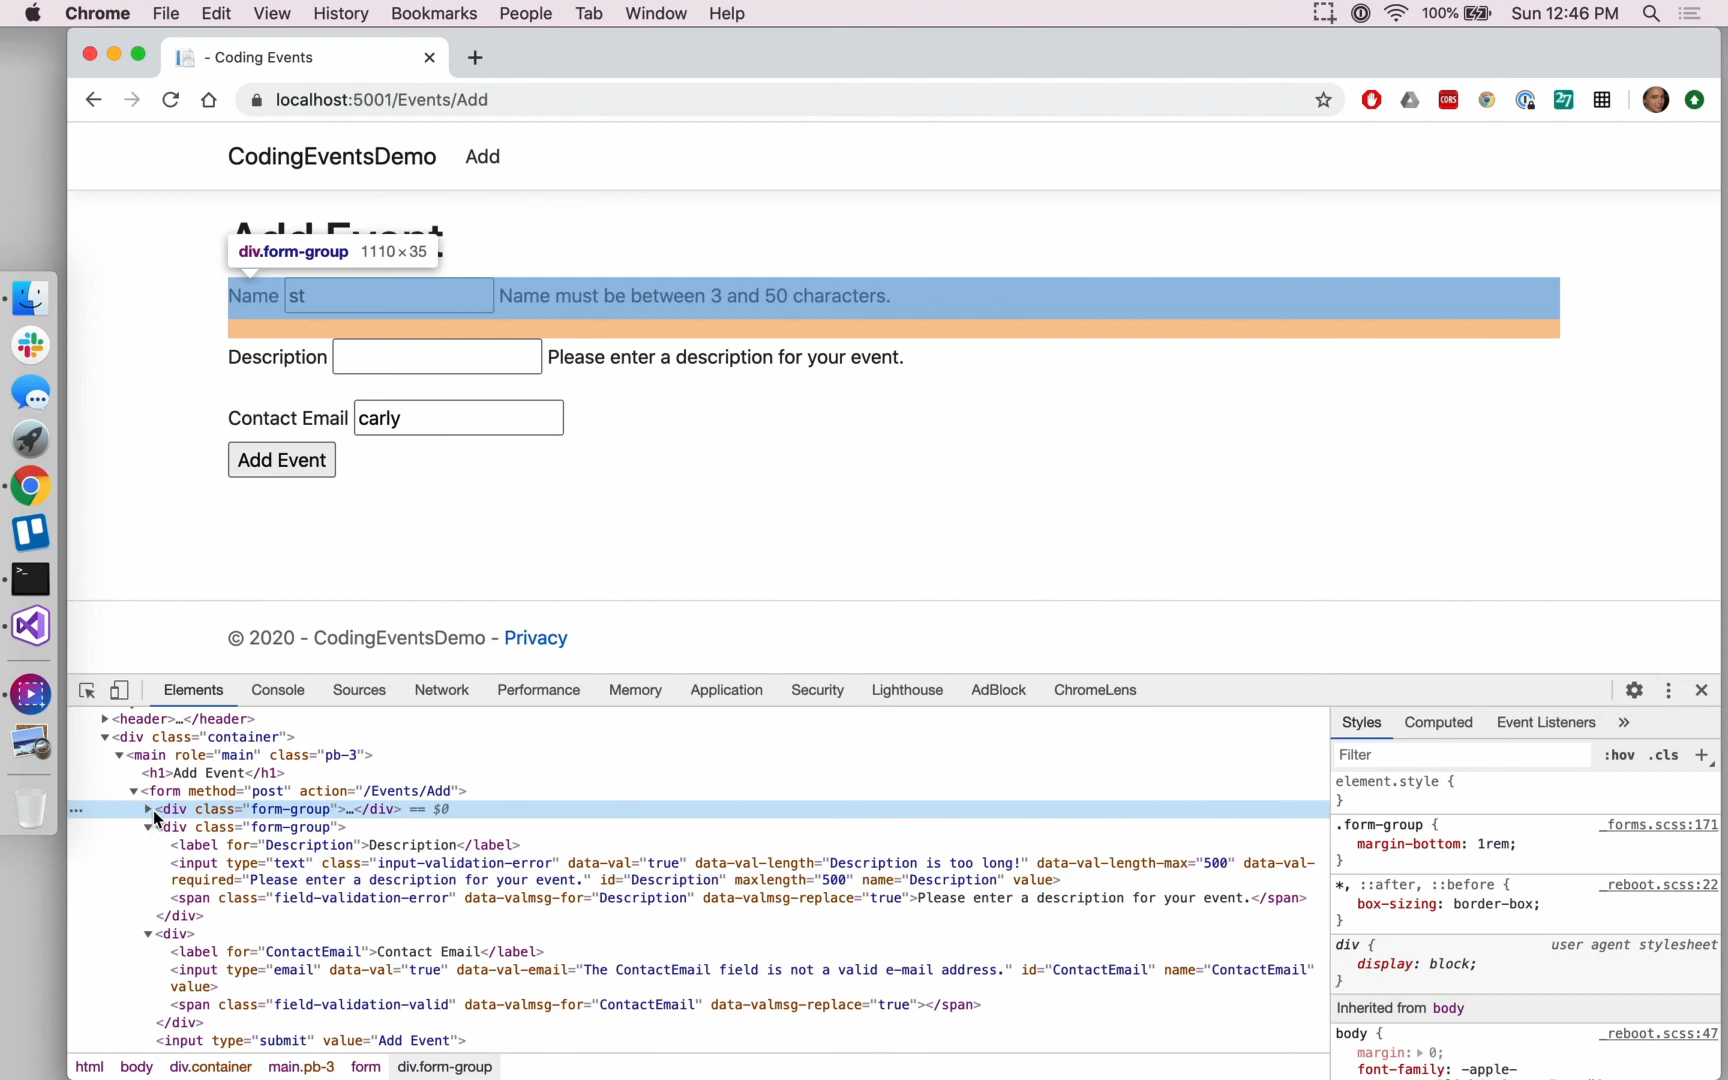 Chrome File Edit View History Bookmarks People Tab Window Help 100% Sun 12:46 PM
- Coding Events
localhost:5001/Events/Add
CORS 27
CodingEventsDemo Add
Add Event
div.form-group 1110×35
Name st Name must be between 3 and 50 characters.
Description Please enter a description for your event.
Contact Email carly
Add Event
© 2020 - CodingEventsDemo - Privacy
Elements Console Sources Network Performance Memory Application Security Lighthouse AdBlock ChromeLens
<header>…</header>
<div class="container">
<main role="main" class="pb-3">
<h1>Add Event</h1>
<form method="post" action="/Events/Add">
<div class="form-group">…</div> == $0
<div class="form-group">
<label for="Description">Description</label>
<input type="text" class="input-validation-error" data-val="true" data-val-length="Description is too long!" data-val-length-max="500" data-val-
required="Please enter a description for your event." id="Description" maxlength="500" name="Description" value>
<span class="field-validation-error" data-valmsg-for="Description" data-valmsg-replace="true">Please enter a description for your event.</span>
</div>
<div>
<label for="ContactEmail">Contact Email</label>
<input type="email" data-val="true" data-val-email="The ContactEmail field is not a valid e-mail address." id="ContactEmail" name="ContactEmail"
value>
<span class="field-validation-valid" data-valmsg-for="ContactEmail" data-valmsg-replace="true"></span>
</div>
<input type="submit" value="Add Event">
html body div.container main.pb-3 form div.form-group
Styles Computed Event Listeners »
Filter :hov .cls +
element.style {
}
.form-group { _forms.scss:171
margin-bottom: 1rem;
}
*, ::after, ::before { _reboot.scss:22
box-sizing: border-box;
}
div { user agent stylesheet
display: block;
}
Inherited from body
body { _reboot.scss:47
margin: 0;
font-family: -apple-